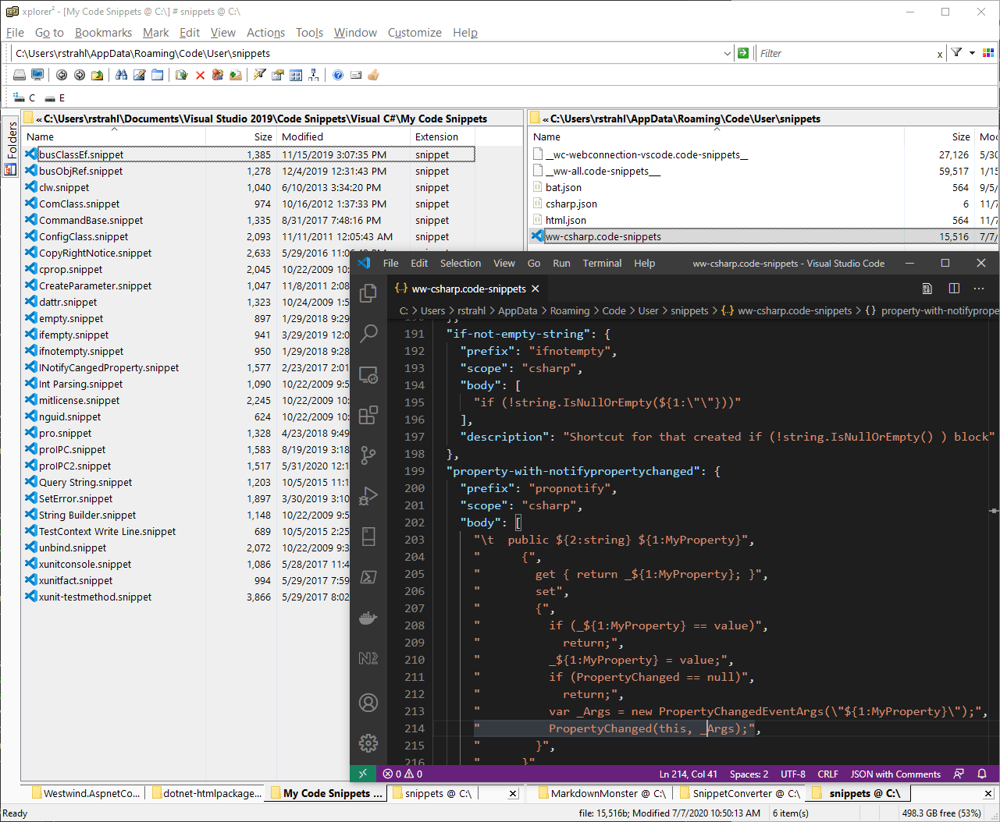 xplorer² - [My Code Snippets @ C:\] # snippets @ C:\
File Go to Bookmarks Mark Edit View Actions Tools Window Customize Help
C:\Users\rstrahl\AppData\Roaming\Code\User\snippets Filter x
C E
Folders
« C:\Users\rstrahl\Documents\Visual Studio 2019\Code Snippets\Visual C#\My Code Snippets
Name Size Modified Extension
busClassEf.snippet 1,385 11/15/2019 3:07:35 PM snippet
busObjRef.snippet 1,278 12/4/2019 12:31:43 PM snippet
clw.snippet 1,040 6/10/2013 3:34:20 PM snippet
ComClass.snippet 974 10/16/2012 1:37:33 PM snippet
CommandBase.snippet 1,335 8/31/2017 7:48:16 PM snippet
ConfigClass.snippet 2,093 11/11/2011 12:05:43 AM snippet
CopyRightNotice.snippet 2,633 5/29/2016
cprop.snippet 2,045 10/22/2009 10:
CreateParameter.snippet 1,047 11/8/2011 2:08
dattr.snippet 1,323 10/24/2009 1:5
empty.snippet 897 1/29/2018 9:29
ifempty.snippet 941 3/29/2019 12:0
ifnotempty.snippet 950 1/29/2018 9:28
INotifyCangedProperty.snippet 1,577 2/23/2017 2:01
Int Parsing.snippet 1,090 10/22/2009 9:5
mitlicense.snippet 2,245 10/22/2009 10:
nguid.snippet 624 10/22/2009 10:
pro.snippet 1,328 4/23/2018 9:49
proIPC.snippet 1,583 8/19/2019 3:18
proIPC2.snippet 1,517 5/31/2020 12:1
Query String.snippet 1,203 10/5/2015 11:1
SetError.snippet 1,897 3/30/2019 3:10
String Builder.snippet 1,148 10/22/2009 9:5
TestContext Write Line.snippet 689 10/5/2015 2:25
unbind.snippet 2,072 10/22/2009 9:3
xunitconsole.snippet 1,086 5/28/2017 11:4
xunitfact.snippet 994 5/29/2017 7:59
xunit-testmethod.snippet 3,866 5/29/2017 8:02
« C:\Users\rstrahl\AppData\Roaming\Code\User\snippets
Name Size Mo
__wc-webconnection-vscode.code-snippets__ 27,126 5/30
__ww-all.code-snippets___ 59,517 1/15
bat.json 564 9/5/
csharp.json 6 11/7
html.json 564 11/7
ww-csharp.code-snippets 15,516 7/7/
File Edit Selection View Go Run Terminal Help ww-csharp.code-snippets - Visual Studio Code
{..} ww-csharp.code-snippets
C: > Users > rstrahl > AppData > Roaming > Code > User > snippets > {..} ww-csharp.code-snippets > {} property-with-notifyprope
191 "if-not-empty-string": {
192 "prefix": "ifnotempty",
193 "scope": "csharp",
194 "body": [
195 "if (!string.IsNullOrEmpty(${1:\"\"}))"
196 ],
197 "description": "Shortcut for that created if (!string.IsNullOrEmpty() ) block"
198 },
199 "property-with-notifypropertychanged": {
200 "prefix": "propnotify",
201 "scope": "csharp",
202 "body": [
203 "\t public ${2:string} ${1:MyProperty}",
204 " {",
205 " get { return _${1:MyProperty}; }",
206 " set",
207 " {",
208 " if (_${1:MyProperty} == value)",
209 " return;",
210 " _${1:MyProperty} = value;",
211 " if (PropertyChanged == null)",
212 " return;",
213 " var _Args = new PropertyChangedEventArgs(\"${1:MyProperty}\");",
214 " PropertyChanged(this, _Args);",
215 " }",
216 " }"
0 0 Ln 214, Col 41 Spaces: 2 UTF-8 CRLF JSON with Comments
Westwind.AspnetCo... dotnet-htmlpackage... My Code Snippets ... snippets @ C:\ MarkdownMonster @ C:\ SnippetConverter @ C:\ snippets @ C:\
Ready file: 15,516b; Modified 7/7/2020 10:50:13 AM 6 item(s) 498.3 GB free (53%)